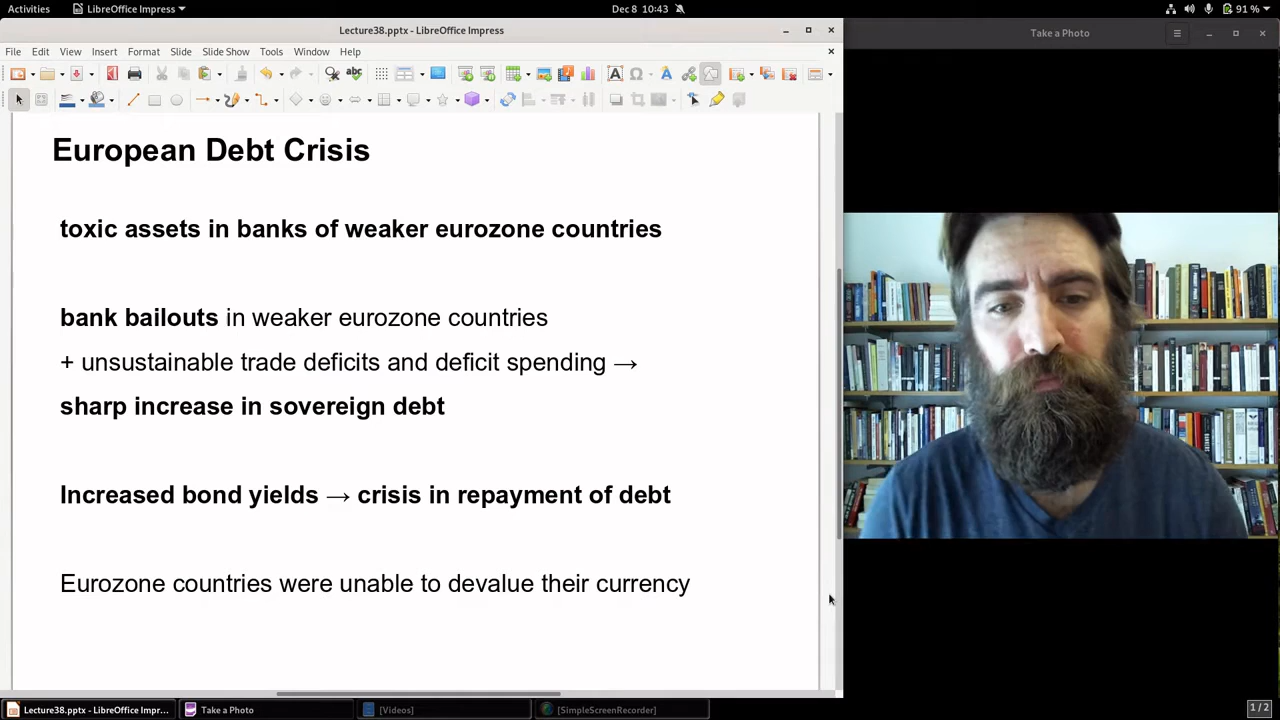 Activities
LibreOffice Impress
Dec 8 10:43
91 %
Lecture38.pptx - LibreOffice Impress
Take a Photo
File Edit View Insert Format Slide Slide Show Tools Window Help
European Debt Crisis
toxic assets in banks of weaker eurozone countries
bank bailouts in weaker eurozone countries
+ unsustainable trade deficits and deficit spending →
sharp increase in sovereign debt
Increased bond yields → crisis in repayment of debt
Eurozone countries were unable to devalue their currency
Lecture38.pptx - LibreOffice Impr...
Take a Photo
[Videos]
[SimpleScreenRecorder]
1 / 2